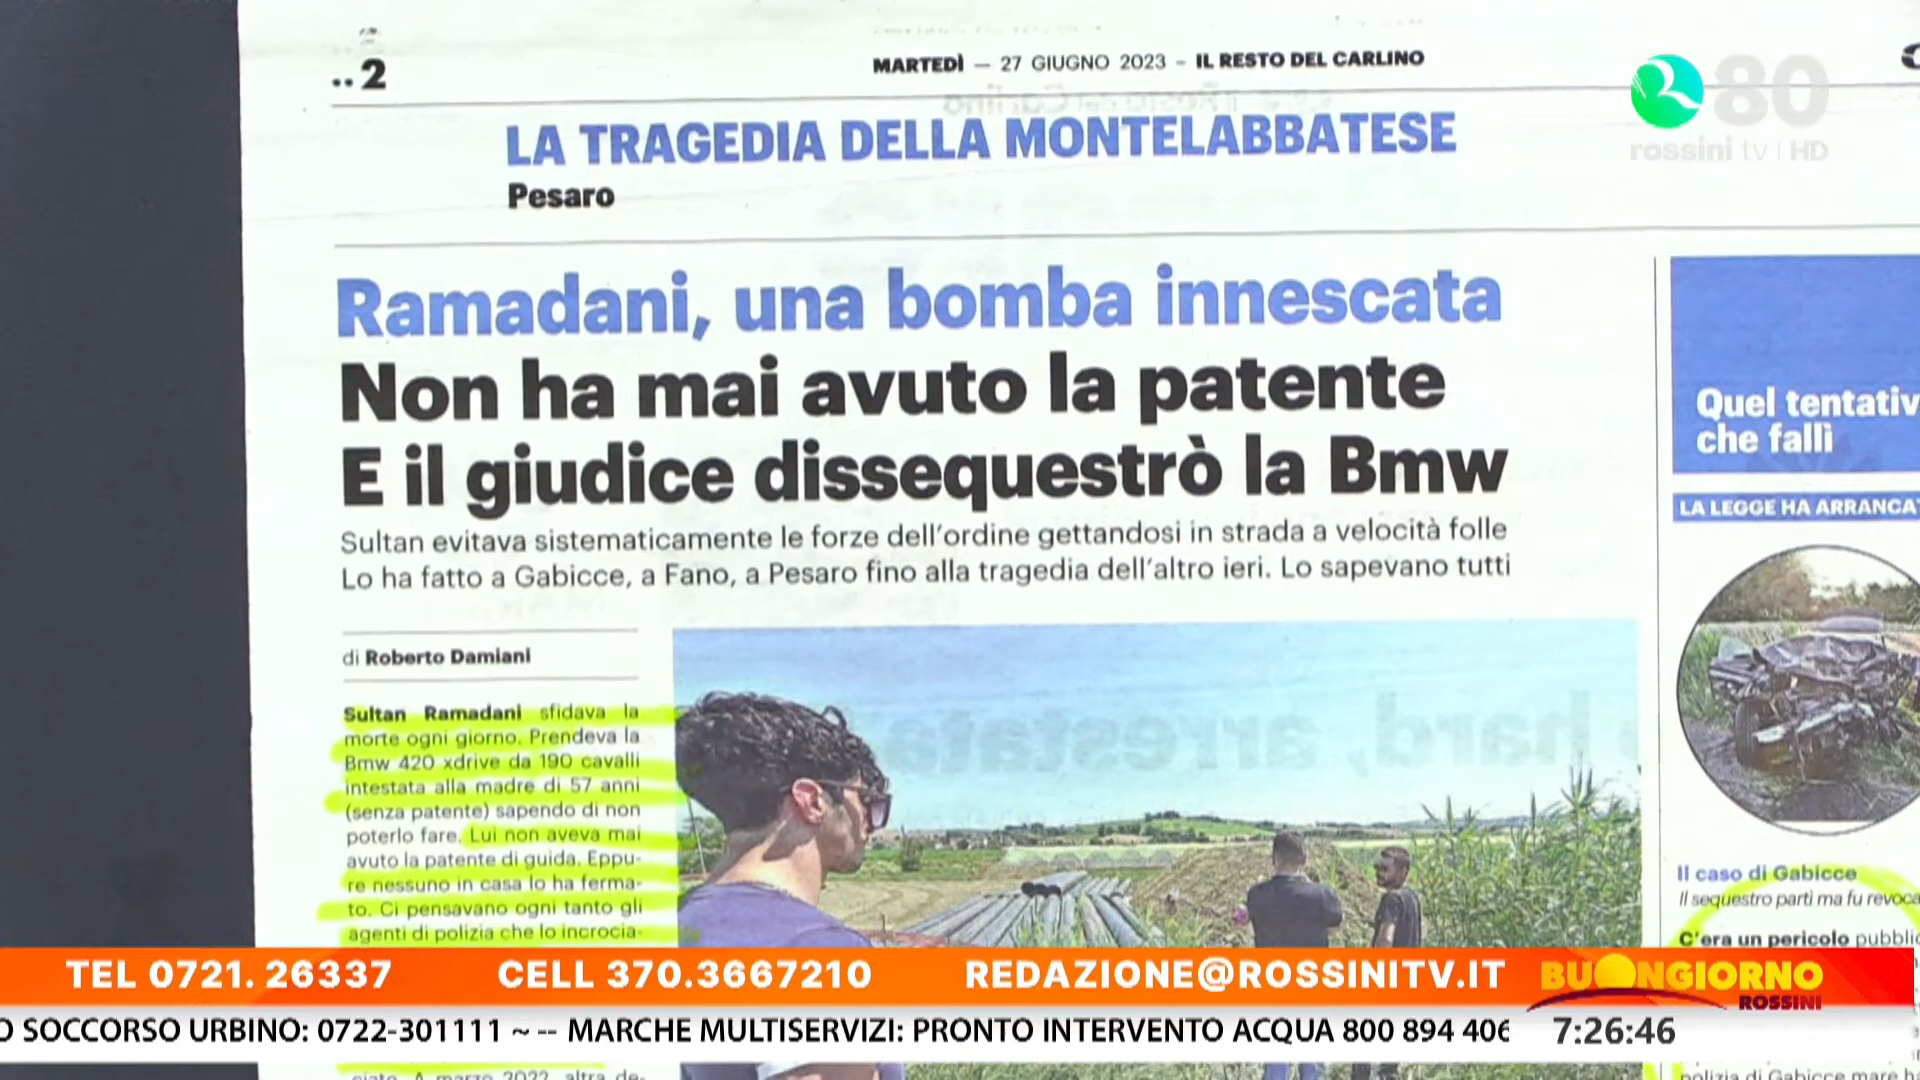 ..2
MARTEDÌ — 27 GIUGNO 2023 – IL RESTO DEL CARLINO
80
rossini tv | HD
LA TRAGEDIA DELLA MONTELABBATESE
Pesaro
Ramadani, una bomba innescata
Non ha mai avuto la patente
E il giudice dissequestrò la Bmw
Sultan evitava sistematicamente le forze dell'ordine gettandosi in strada a velocità folle
Lo ha fatto a Gabicce, a Fano, a Pesaro fino alla tragedia dell'altro ieri. Lo sapevano tutti
di Roberto Damiani
Sultan Ramadani sfidava la
morte ogni giorno. Prendeva la
Bmw 420 xdrive da 190 cavalli
intestata alla madre di 57 anni
(senza patente) sapendo di non
poterlo fare. Lui non aveva mai
avuto la patente di guida. Eppu-
re nessuno in casa lo ha ferma-
to. Ci pensavano ogni tanto gli
agenti di polizia che lo incrocia-
Quel tentativ
che fallì
LA LEGGE HA ARRANCAT
Il caso di Gabicce
Il sequestro partì ma fu revoca
C'era un pericolo pubblic
TEL 0721. 26337 CELL 370.3667210 REDAZIONE@ROSSINITV.IT
BUONGIORNO
ROSSINI
O SOCCORSO URBINO: 0722-301111 ~ -- MARCHE MULTISERVIZI: PRONTO INTERVENTO ACQUA 800 894 406
7:26:46
polizia di Gabicce mare h